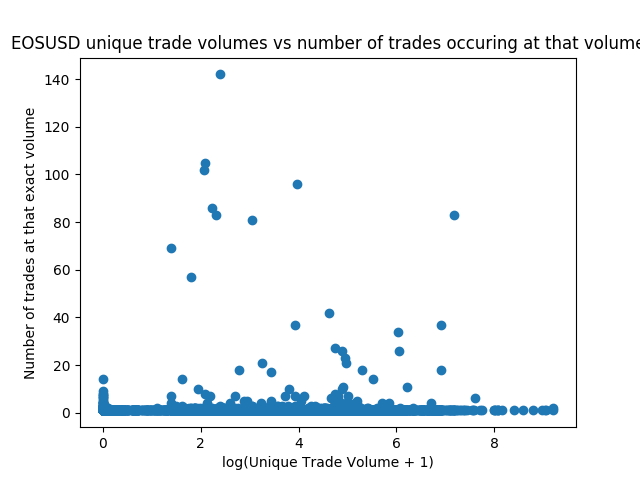 EOSUSD unique trade volumes vs number of trades occuring at that volume
Number of trades at that exact volume
140
120
100
80
60
40
20
0
0 2 4 6 8
log(Unique Trade Volume + 1)